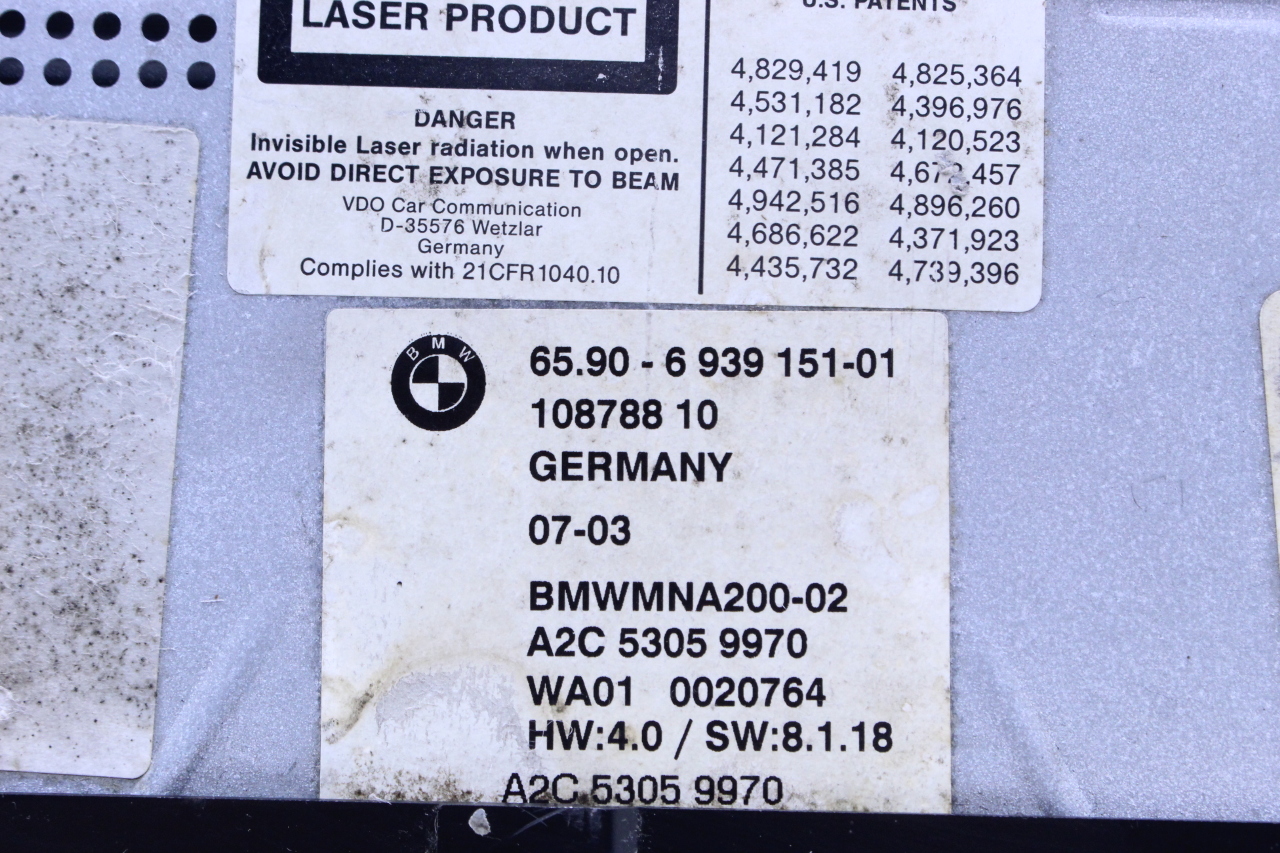 LASER PRODUCT
DANGER
Invisible Laser radiation when open.
AVOID DIRECT EXPOSURE TO BEAM
VDO Car Communication
D-35576 Wetzlar
Germany
Complies with 21CFR1040.10
U.S. PATENTS
4,829,419 4,825,364
4,531,182 4,396,976
4,121,284 4,120,523
4,471,385
4,942,516 4,896,260
4,686,622 4,371,923
4,435,732 4,739,396
BMW
65.90 - 6 939 151-01
108788 10
GERMANY
07-03
BMWMNA200-02
A2C 5305 9970
WA01 0020764
HW:4.0 / SW:8.1.18
A2C 5305 9970